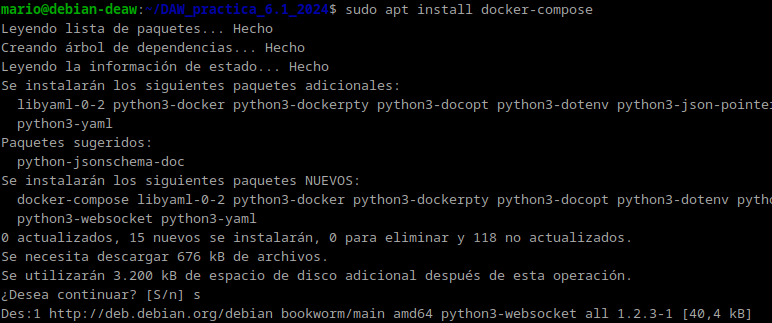 mario@debian-deaw:~/DAW_practica_6.1_2024$ sudo apt install docker-compose
Leyendo lista de paquetes... Hecho
Creando árbol de dependencias... Hecho
Leyendo la información de estado... Hecho
Se instalarán los siguientes paquetes adicionales:
libyaml-0-2 python3-docker python3-dockerpty python3-docopt python3-dotenv python3-json-pointer
python3-yaml
Paquetes sugeridos:
python-jsonschema-doc
Se instalarán los siguientes paquetes NUEVOS:
docker-compose libyaml-0-2 python3-docker python3-dockerpty python3-docopt python3-dotenv pytho
python3-websocket python3-yaml
0 actualizados, 15 nuevos se instalarán, 0 para eliminar y 118 no actualizados.
Se necesita descargar 676 kB de archivos.
Se utilizarán 3.200 kB de espacio de disco adicional después de esta operación.
¿Desea continuar? [S/n] s
Des:1 http://deb.debian.org/debian bookworm/main amd64 python3-websocket all 1.2.3-1 [40,4 kB]